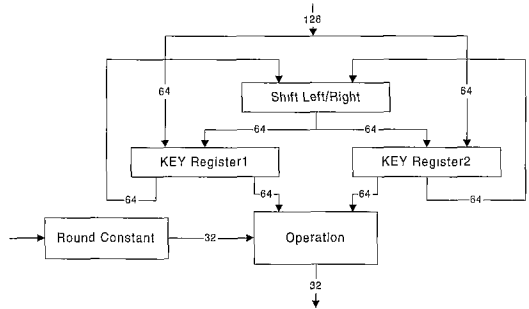 128
64
64
Shift Left/Right
64
64
KEY Register1
KEY Register2
64
64
64
64
Round Constant
32
Operation
32